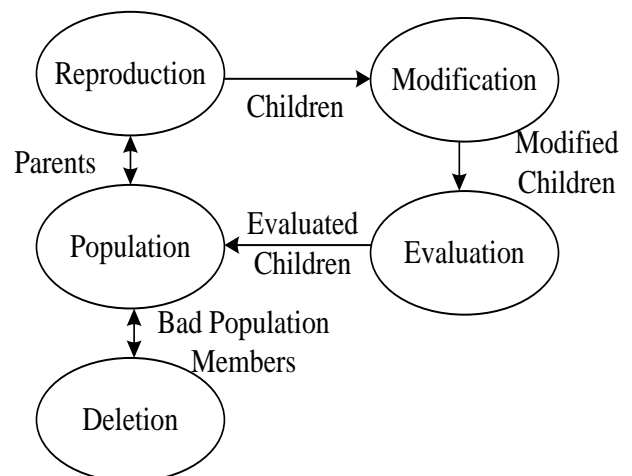 Reproduction
Children
Modification
Parents
Modified
Children
Population
Evaluated
Children
Evaluation
Bad Population
Members
Deletion